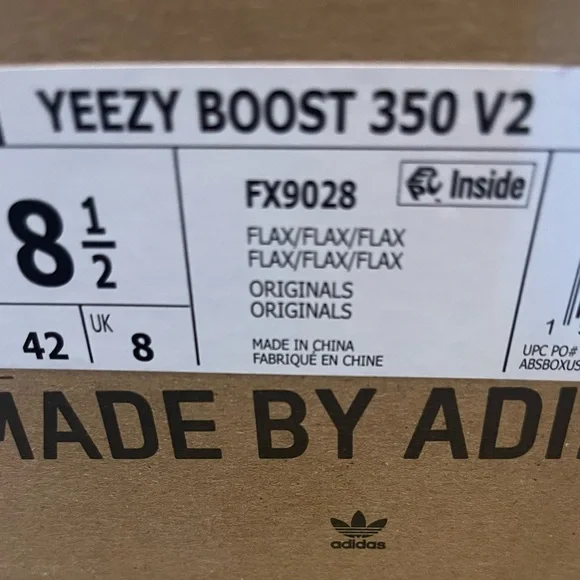 YEEZY BOOST 350 V2
8 1/2
42
UK
8
FX9028
Inside
FLAX/FLAX/FLAX
FLAX/FLAX/FLAX
ORIGINALS
ORIGINALS
MADE IN CHINA
FABRIQUÉ EN CHINE
1
UPC PO#
ABSBOXUS
MADE BY ADI
adidas